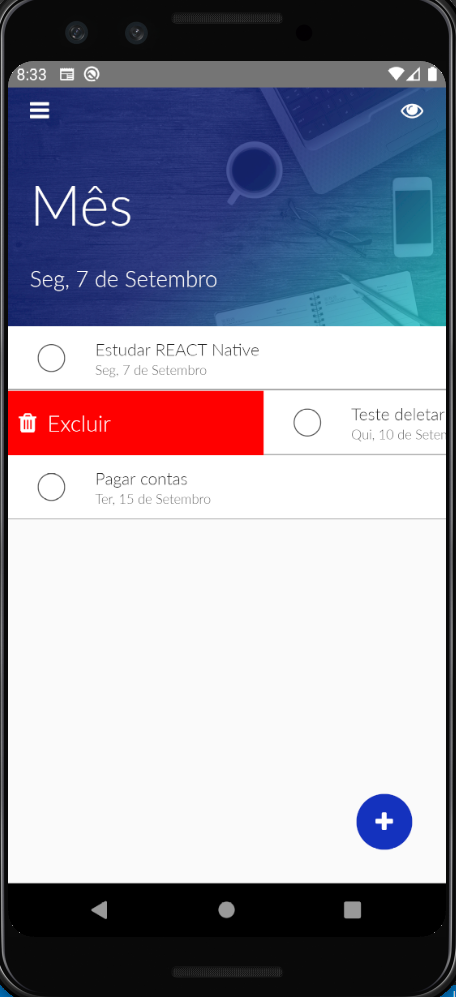 8:33
Mês
Seg, 7 de Setembro
Estudar REACT Native
Seg, 7 de Setembro
Excluir
Teste deletar
Qui, 10 de Seten
Pagar contas
Ter, 15 de Setembro